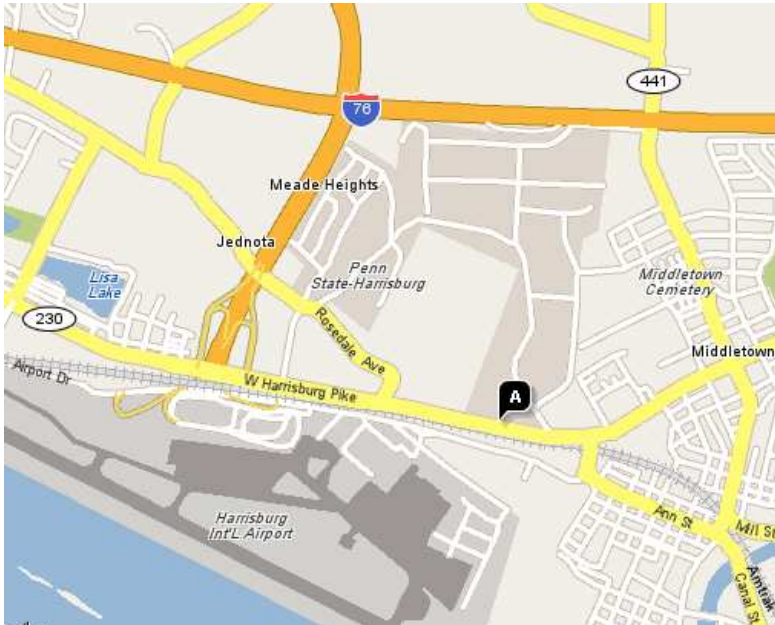 441
76
Meade Heights
Jednota
Penn
State-Harrisburg
Middletown
Cemetery
Lisa
Lake
230
Rosedale Ave
Middletown
Airport Dr
W Harrisburg Pike
A
Harrisburg
Int'L Airport
Ann St
Mill St
Amtrak
Canal St